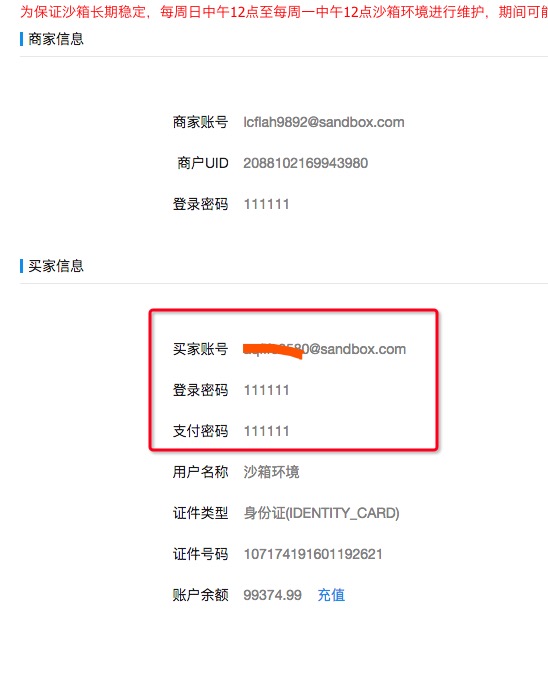 为保证沙箱长期稳定，每周日中午12点至每周一中午12点沙箱环境进行维护，期间可能
商家信息
商家账号 lcflah9892@sandbox.com
商户UID 2088102169943980
登录密码 111111
买家信息
买家账号 0@sandbox.com
登录密码 111111
支付密码 111111
用户名称 沙箱环境
证件类型 身份证(IDENTITY_CARD)
证件号码 107174191601192621
账户余额 99374.99 充值